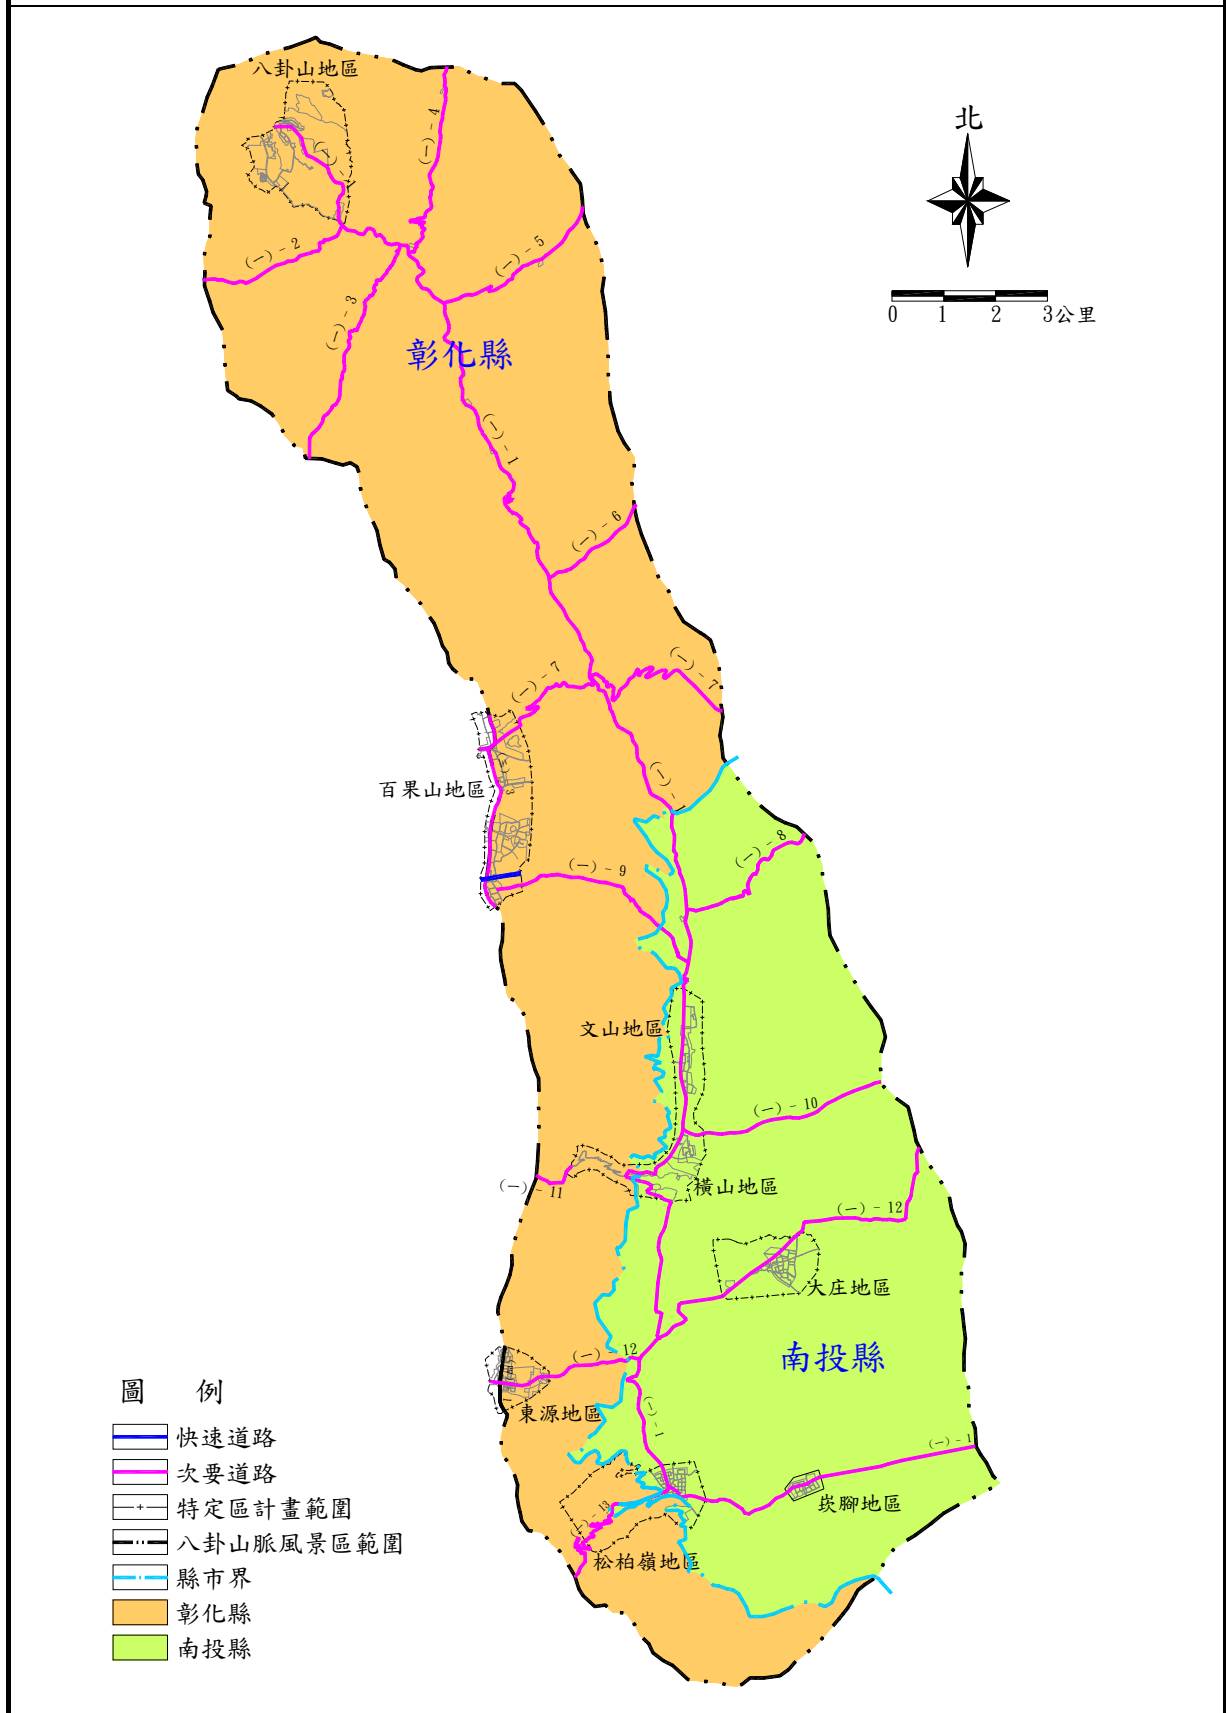 八卦山地區
(一)-4
北
(一)-1
(一)-2
(一)-5
(一)-3
0 1 2 3公里
彰化縣
(一)-1
(一)-6
(一)-7
(一)-7
百果山地區
(一)-1
(一)-8
(一)-9
文山地區
(一)-10
(一)-11
橫山地區
(一)-12
大庄地區
(一)-12
南投縣
東源地區
(一)-1
(一)-1
崁腳地區
(一)-13
松柏嶺地區
圖 例
快速道路
次要道路
特定區計畫範圍
八卦山脈風景區範圍
縣市界
彰化縣
南投縣